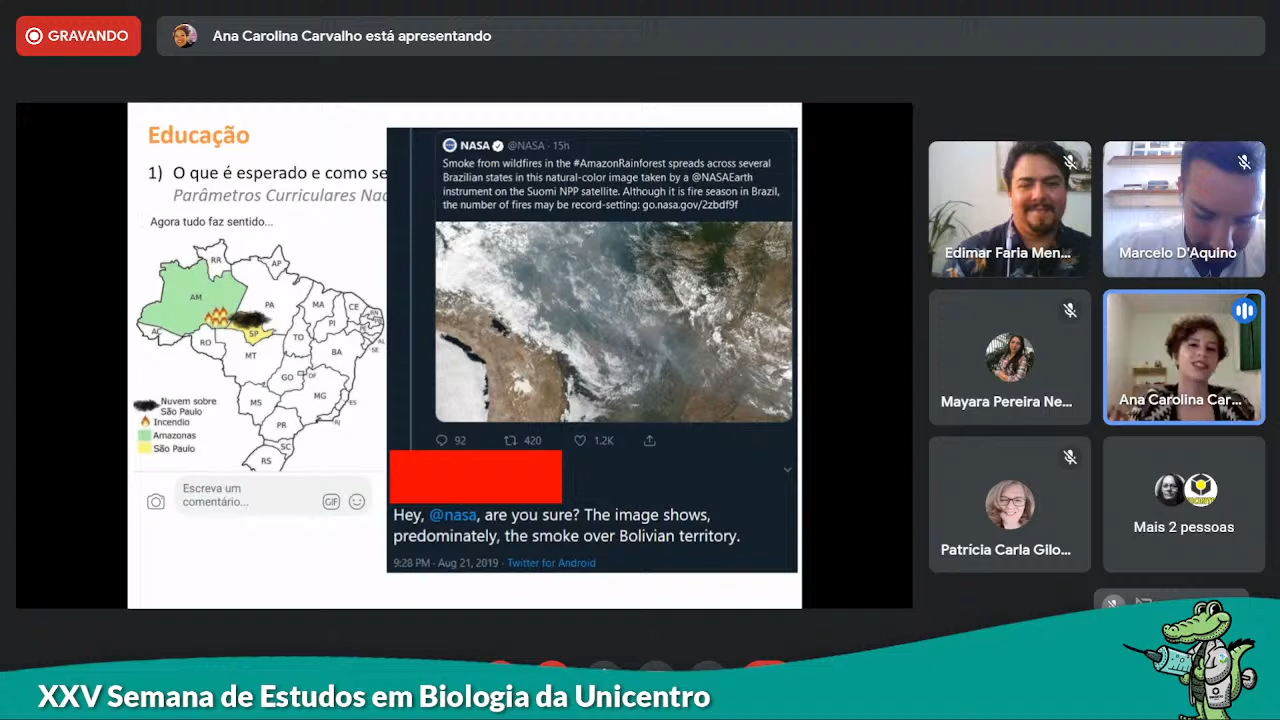 GRAVANDO
Ana Carolina Carvalho está apresentando
Educação
1) O que é esperado e como se
Parâmetros Curriculares Nac
Agora tudo faz sentido...
RR
AP
AM
PA
MA
CE
RN
PI
AC
SP
TO
AL
SE
RO
MT
BA
GO
DF
MG
MS
ES
RJ
PR
SC
RS
Nuvem sobre
São Paulo
Incendio
Amazonas
São Paulo
Escreva um
comentário...
GIF
NASA @NASA · 15h
Smoke from wildfires in the #AmazonRainforest spreads across several
Brazilian states in this natural-color image taken by a @NASAEarth
instrument on the Suomi NPP satellite. Although it is fire season in Brazil,
the number of fires may be record-setting: go.nasa.gov/2zbdf9f
92
420
1.2K
Hey, @nasa, are you sure? The image shows,
predominately, the smoke over Bolivian territory.
9:28 PM · Aug 21, 2019 · Twitter for Android
Edimar Faria Men...
Marcelo D'Aquino
Mayara Pereira Ne...
Ana Carolina Car...
Patrícia Carla Gilo...
Mais 2 pessoas
XXV Semana de Estudos em Biologia da Unicentro